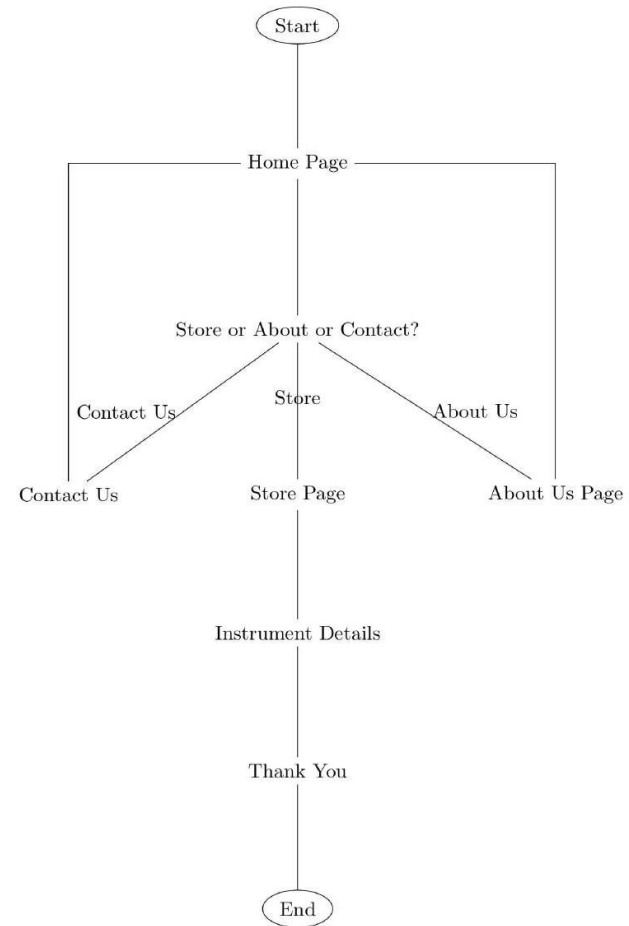 Start
Home Page
Store or About or Contact?
Contact Us
Store
About Us
Contact Us
Store Page
About Us Page
Instrument Details
Thank You
End